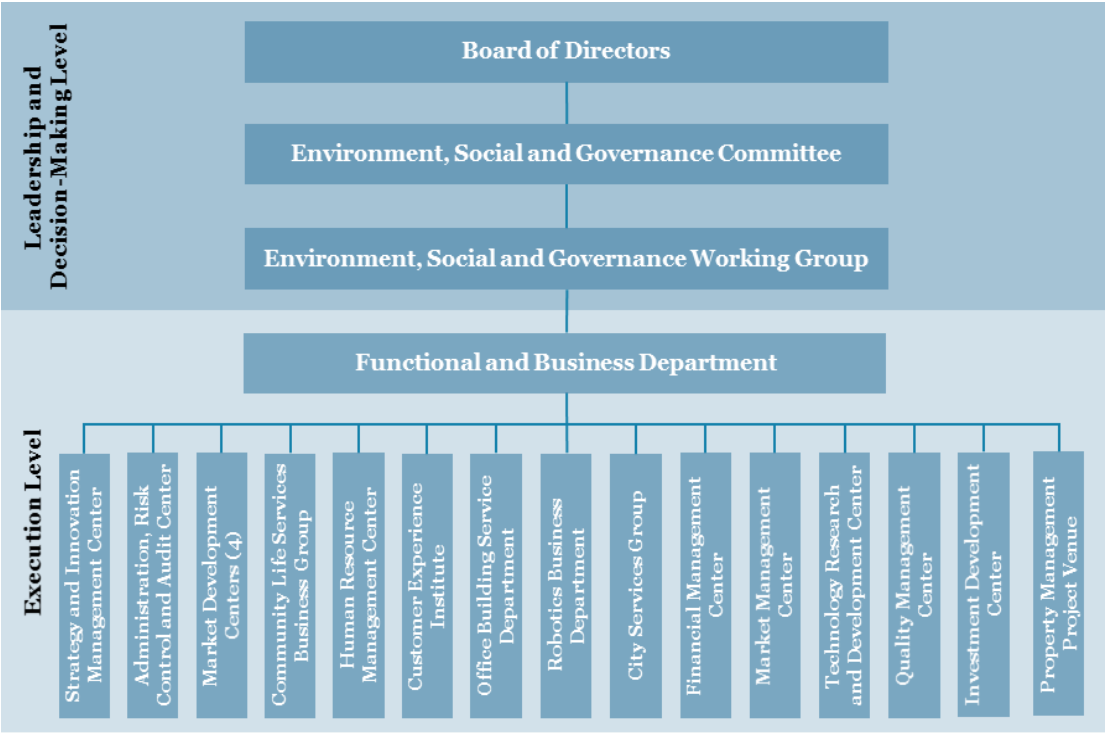 Leadership and
Decision-Making Level
Board of Directors
Environment, Social and Governance Committee
Environment, Social and Governance Working Group
Execution Level
Functional and Business Department
Strategy and Innovation
Management Center
Administration, Risk
Control and Audit Center
Market Development
Centers (4)
Community Life Services
Business Group
Human Resource
Management Center
Customer Experience
Institute
Office Building Service
Department
Robotics Business
Department
City Services Group
Financial Management
Center
Market Management
Center
Technology Research
and Development Center
Quality Management
Center
Investment Development
Center
Property Management
Project Venue